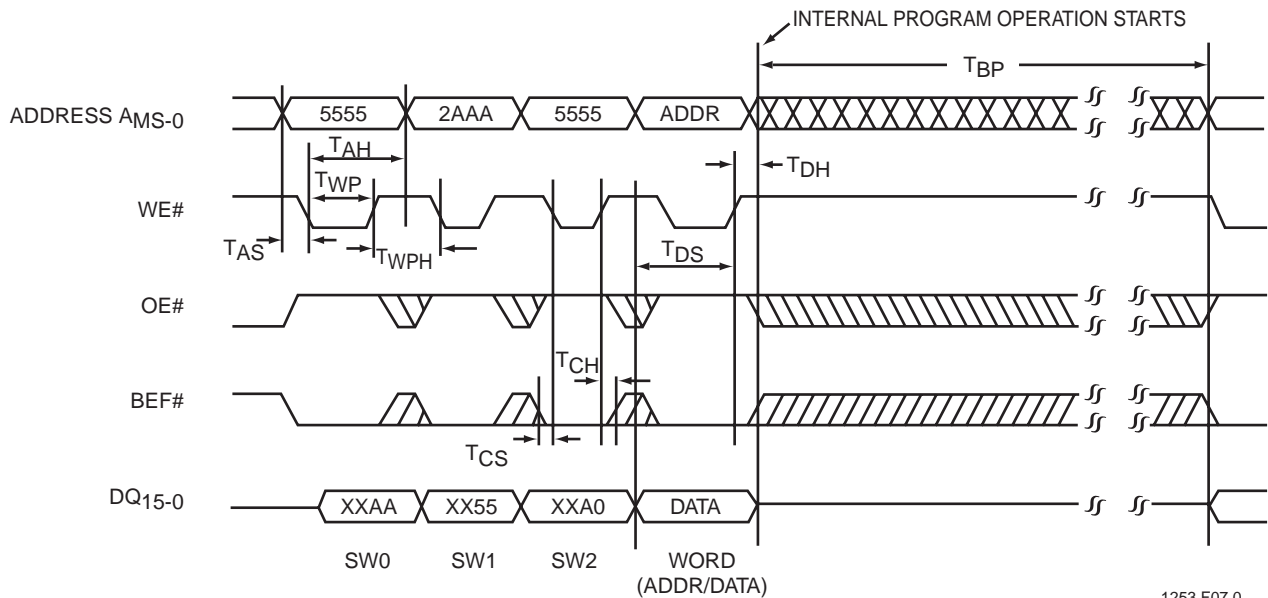 INTERNAL PROGRAM OPERATION STARTS
TBP
ADDRESS AMS-0
5555
2AAA
5555
ADDR
TAH
TDH
TWP
WE#
TAS
TWPH
TDS
OE#
TCH
BEF#
TCS
DQ15-0
XXAA
XX55
XXA0
DATA
SW0
SW1
SW2
WORD
(ADDR/DATA)